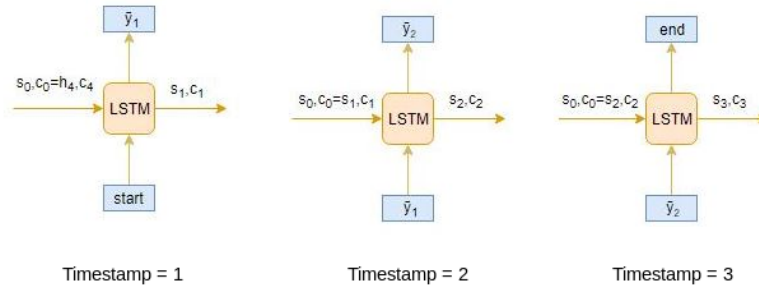 ȳ₁
s₀,c₀=h₄,c₄
LSTM
s₁,c₁
start
Timestamp = 1
ȳ₂
s₀,c₀=s₁,c₁
LSTM
s₂,c₂
ȳ₁
Timestamp = 2
end
s₀,c₀=s₂,c₂
LSTM
s₃,c₃
ȳ₂
Timestamp = 3